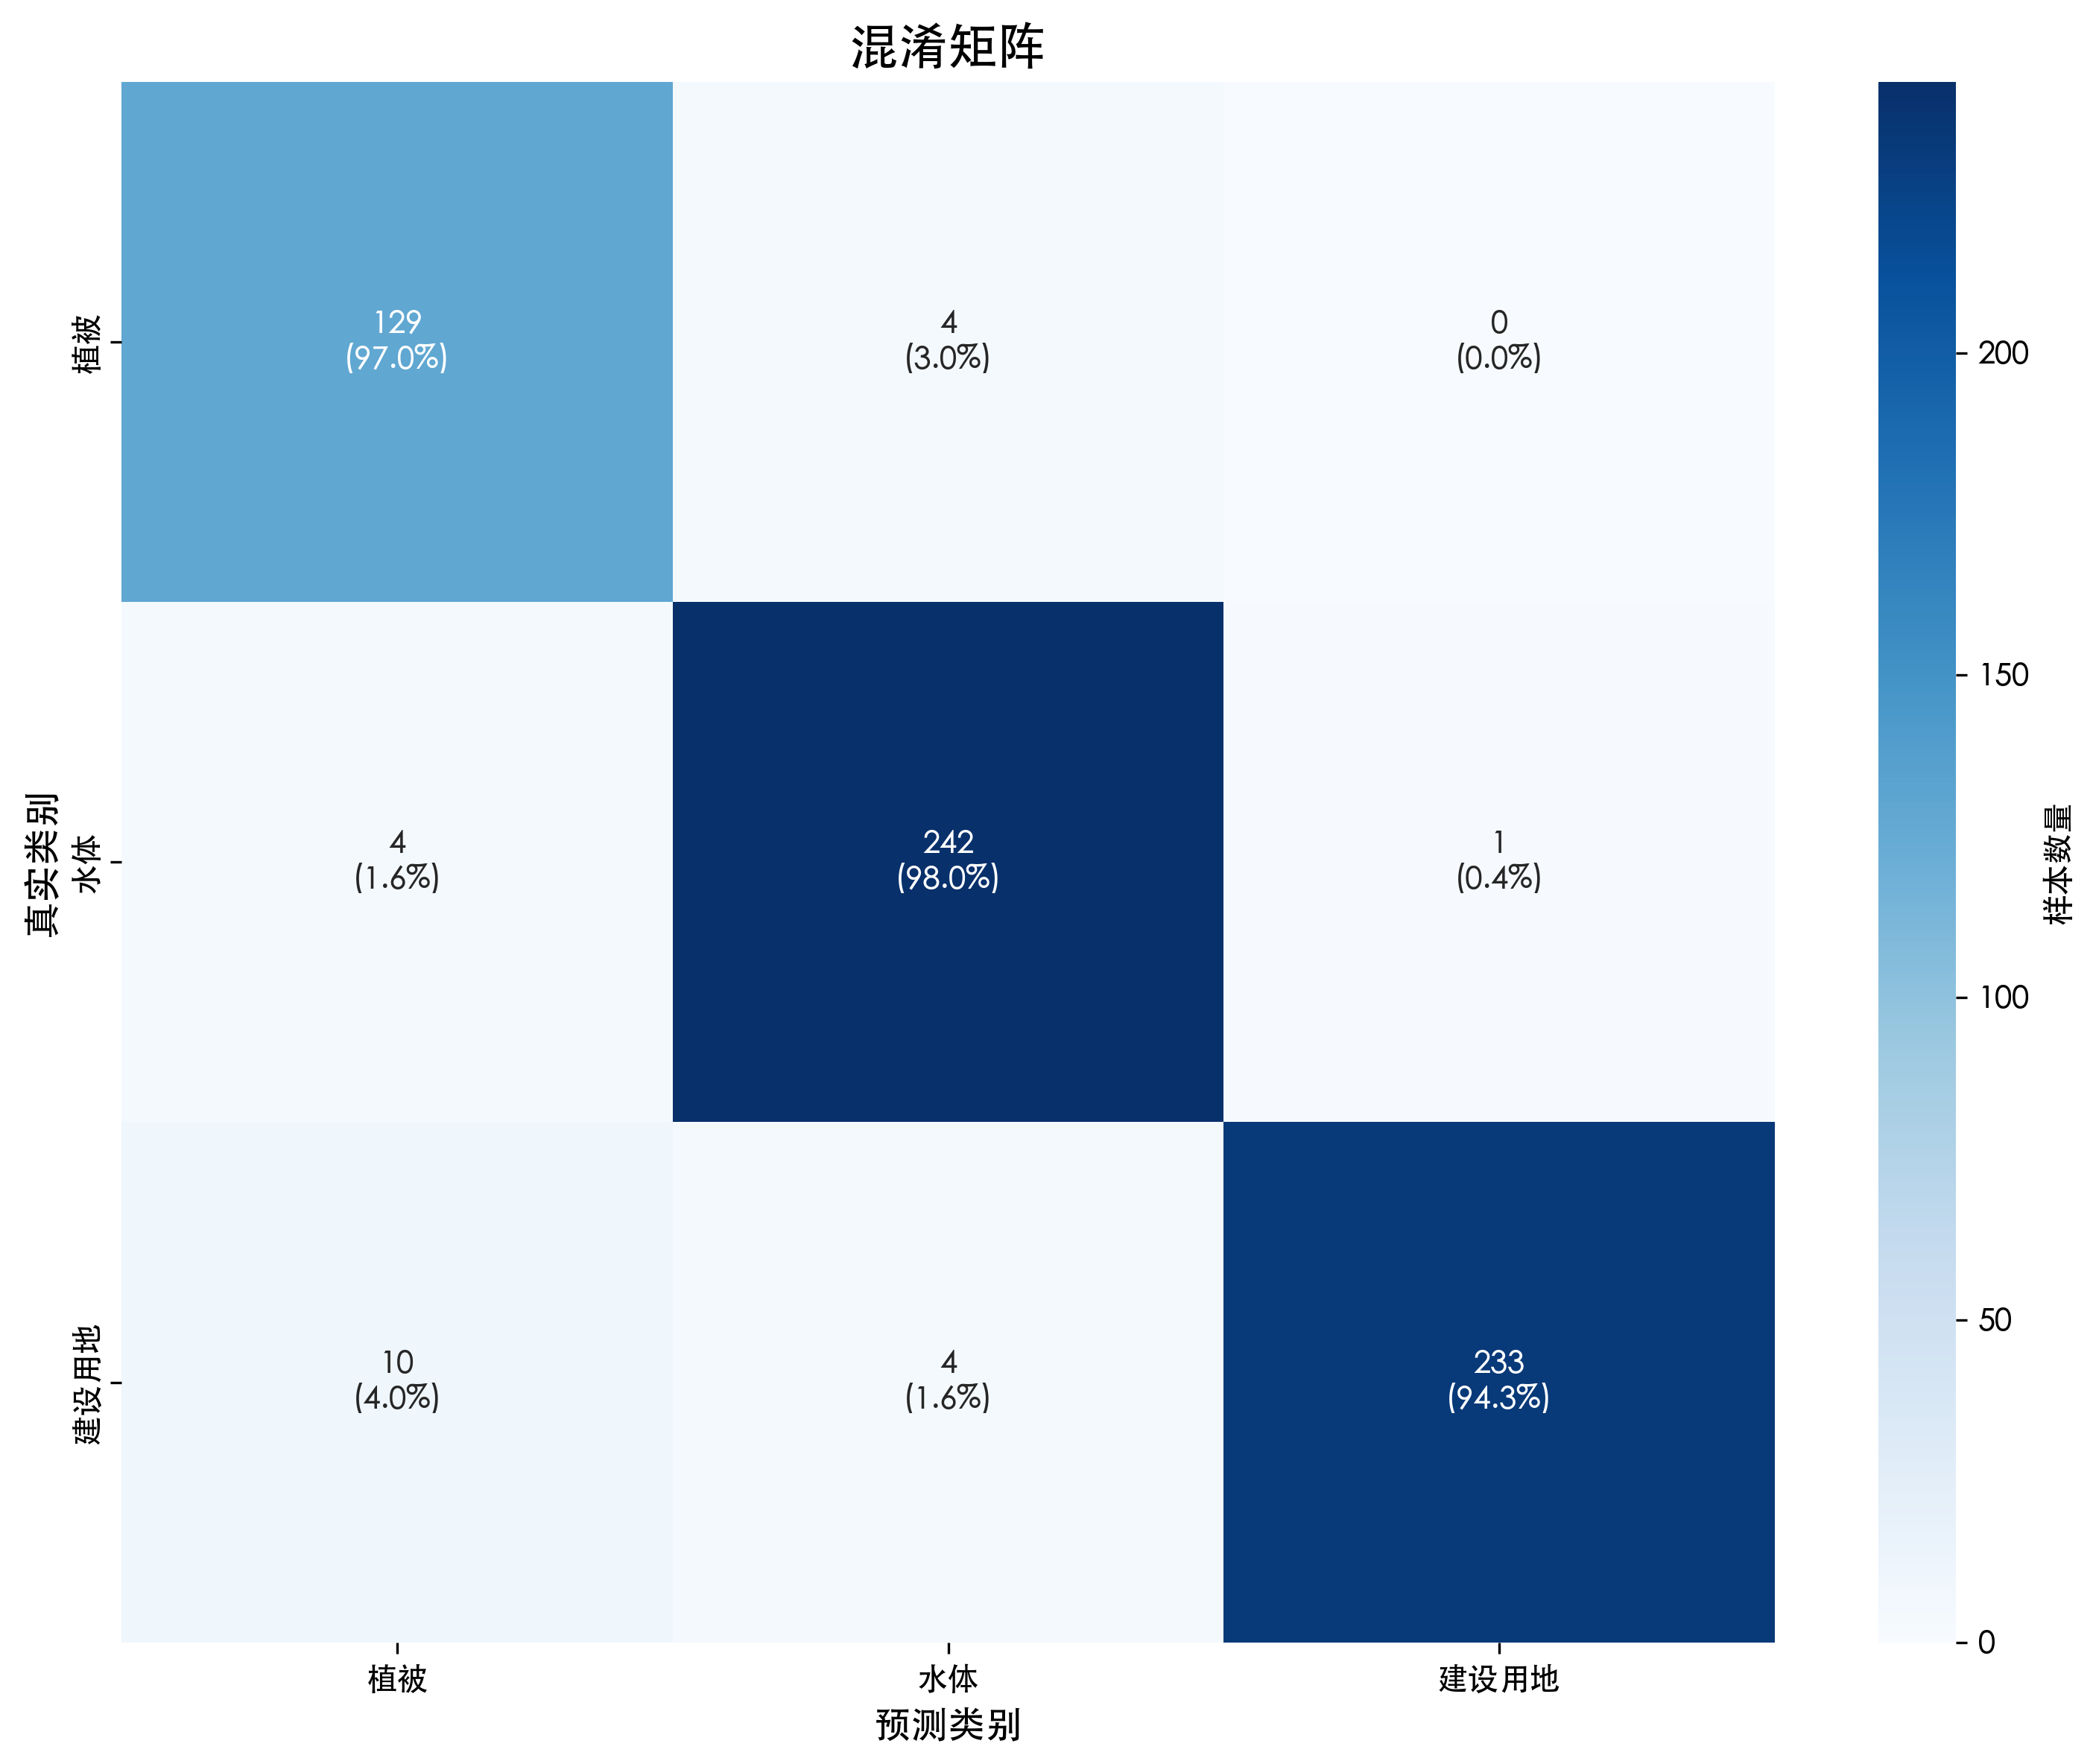 混淆矩阵
真实类别
植被
129
(97.0%)
4
(3.0%)
0
(0.0%)
水体
4
(1.6%)
242
(98.0%)
1
(0.4%)
建设用地
10
(4.0%)
4
(1.6%)
233
(94.3%)
植被
水体
建设用地
预测类别
200
150
100
50
0
样本数量